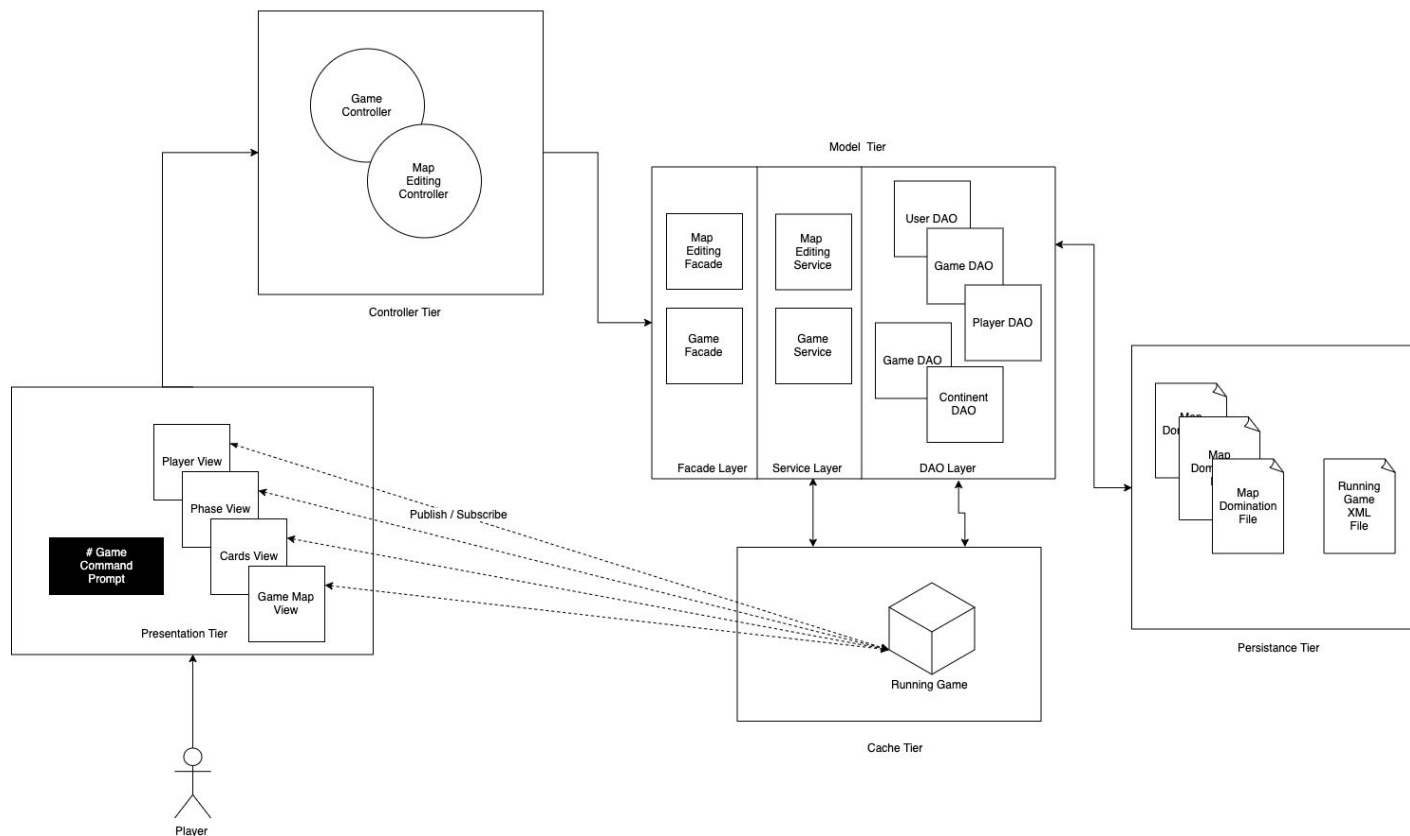 Game
Controller
Map
Editing
Controller
Controller Tier
Model Tier
Map
Editing
Facade
Game
Facade
Facade Layer
Map
Editing
Service
Game
Service
Service Layer
User DAO
Game DAO
Player DAO
Game DAO
Continent
DAO
DAO Layer
Map
Map
Map
Domination
File
Running
Game
XML
File
Persistance Tier
Player View
Phase View
Cards View
Game Map
View
# Game
Command
Prompt
Presentation Tier
Publish / Subscribe
Running Game
Cache Tier
Player